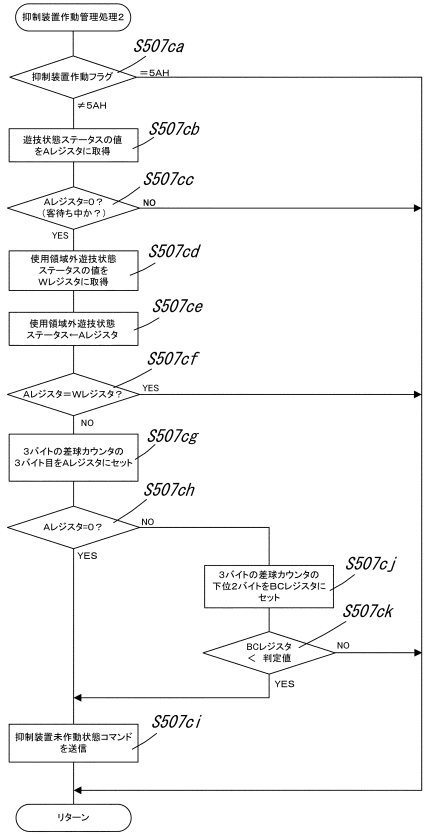 抑制装置作動管理処理2
S507ca
抑制装置作動フラグ
=5AH
≠5AH
S507cb
遊技状態ステータスの値
をAレジスタに取得
S507cc
Aレジスタ=0?
(客待ち中か?)
NO
YES
S507cd
使用領域外遊技状態
ステータスの値を
Wレジスタに取得
S507ce
使用領域外遊技状態
ステータス←Aレジスタ
S507cf
Aレジスタ=Wレジスタ?
YES
NO
S507cg
3バイトの差球カウンタの
3バイト目をAレジスタにセット
S507ch
Aレジスタ=0?
NO
YES
S507cj
3バイトの差球カウンタの
下位2バイトをBCレジスタに
セット
S507ck
BCレジスタ
< 判定値
NO
YES
S507ci
抑制装置未作動状態コマンド
を送信
リターン